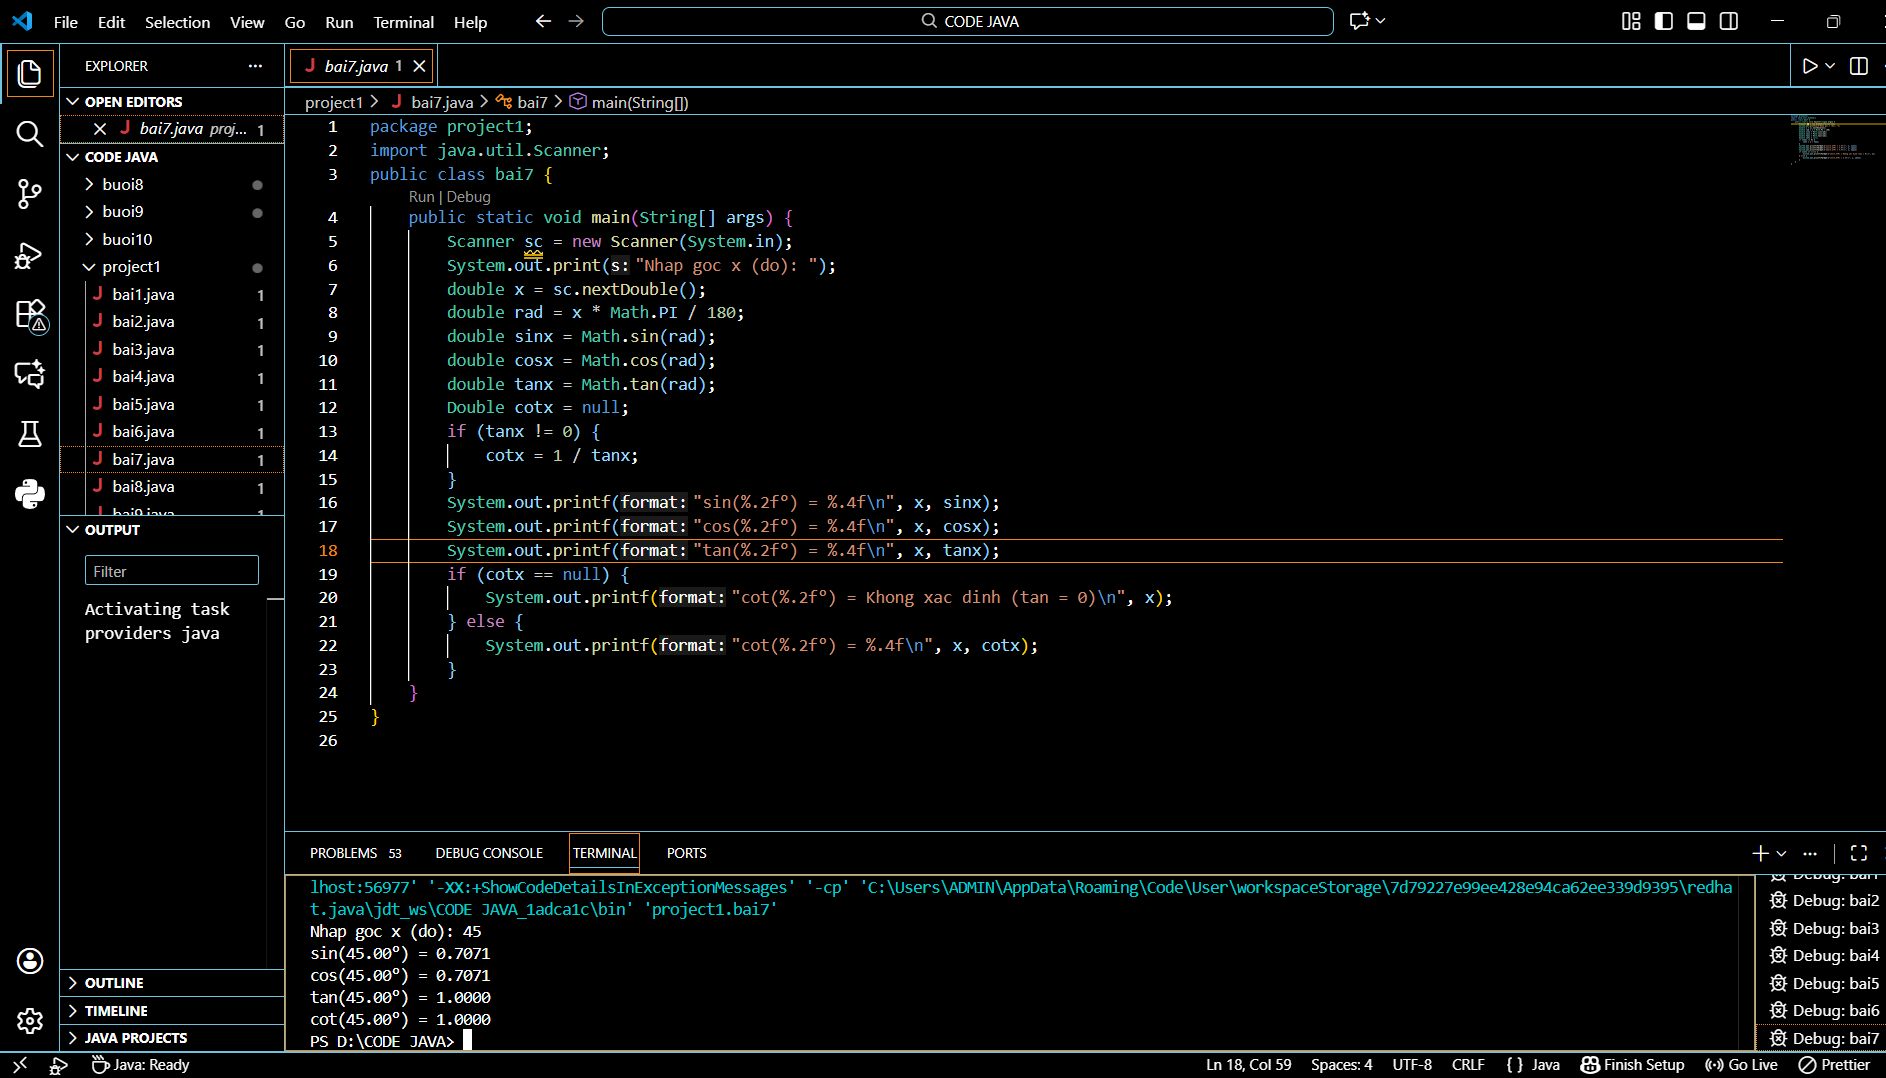 File Edit Selection View Go Run Terminal Help
CODE JAVA
EXPLORER
OPEN EDITORS
bai7.java proj... 1
CODE JAVA
buoi8
buoi9
buoi10
project1
bai1.java 1
bai2.java 1
bai3.java 1
bai4.java 1
bai5.java 1
bai6.java 1
bai7.java 1
bai8.java 1
bai9.java 1
OUTPUT
Filter
Activating task
providers java
OUTLINE
TIMELINE
JAVA PROJECTS
bai7.java 1
project1 > bai7.java > bai7 > main(String[])
1 package project1;
2 import java.util.Scanner;
3 public class bai7 {
Run | Debug
4 public static void main(String[] args) {
5 Scanner sc = new Scanner(System.in);
6 System.out.print(s: "Nhap goc x (do): ");
7 double x = sc.nextDouble();
8 double rad = x * Math.PI / 180;
9 double sinx = Math.sin(rad);
10 double cosx = Math.cos(rad);
11 double tanx = Math.tan(rad);
12 Double cotx = null;
13 if (tanx != 0) {
14 cotx = 1 / tanx;
15 }
16 System.out.printf(format: "sin(%.2fº) = %.4f\n", x, sinx);
17 System.out.printf(format: "cos(%.2fº) = %.4f\n", x, cosx);
18 System.out.printf(format: "tan(%.2fº) = %.4f\n", x, tanx);
19 if (cotx == null) {
20 System.out.printf(format: "cot(%.2fº) = Khong xac dinh (tan = 0)\n", x);
21 } else {
22 System.out.printf(format: "cot(%.2fº) = %.4f\n", x, cotx);
23 }
24 }
25 }
26
PROBLEMS 53 DEBUG CONSOLE TERMINAL PORTS
lhost:56977' '-XX:+ShowCodeDetailsInExceptionMessages' '-cp' 'C:\Users\ADMIN\AppData\Roaming\Code\User\workspaceStorage\7d79227e99ee428e94ca62ee339d9395\redha
t.java\jdt_ws\CODE JAVA_1adca1c\bin' 'project1.bai7'
Nhap goc x (do): 45
sin(45.00º) = 0.7071
cos(45.00º) = 0.7071
tan(45.00º) = 1.0000
cot(45.00º) = 1.0000
PS D:\CODE JAVA>
Debug: bai1
Debug: bai2
Debug: bai3
Debug: bai4
Debug: bai5
Debug: bai6
Debug: bai7
Java: Ready
Ln 18, Col 59 Spaces: 4 UTF-8 CRLF { } Java Finish Setup Go Live Prettier